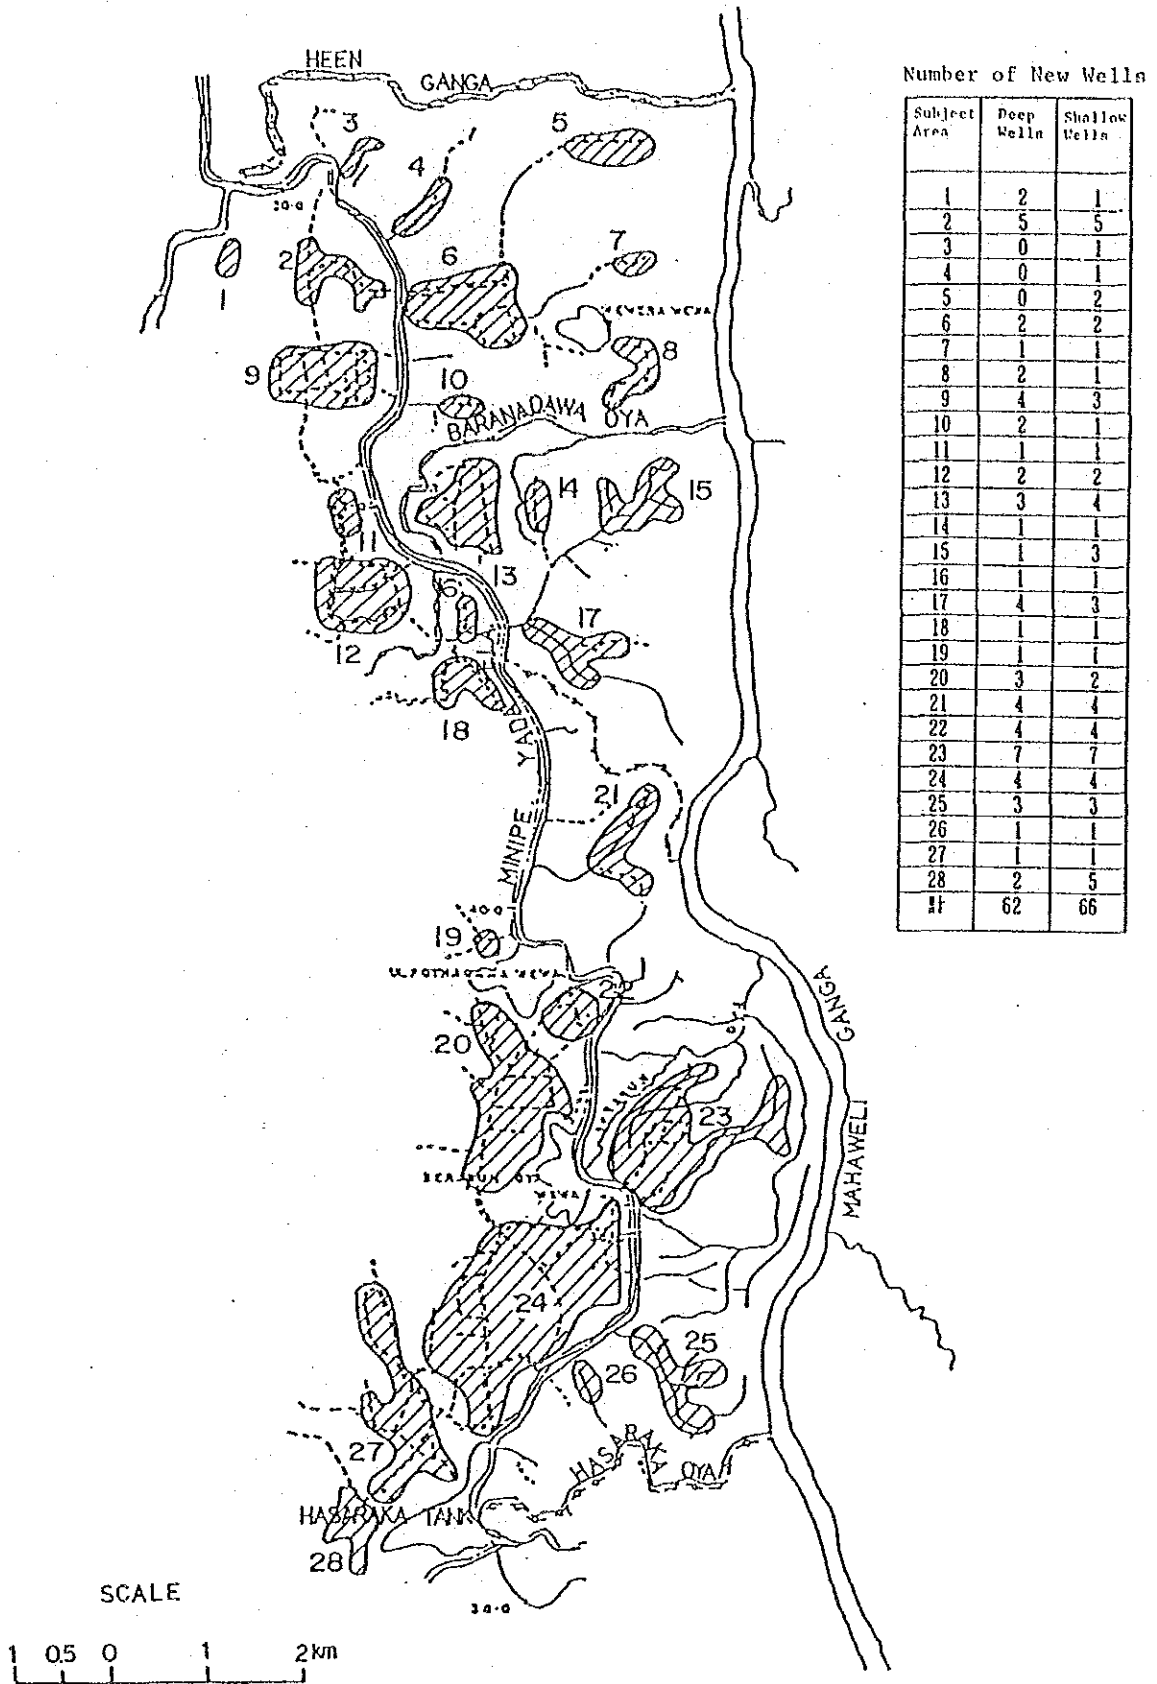 HEEN
GANGA
Number of New Wells
Subject Area | Deep Wells | Shallow Wells
1 | 2 | 1
2 | 5 | 5
3 | 0 | 1
4 | 0 | 1
5 | 0 | 2
6 | 2 | 2
7 | 1 | 1
8 | 2 | 1
9 | 4 | 3
10 | 2 | 1
11 | 1 | 1
12 | 2 | 2
13 | 3 | 4
14 | 1 | 1
15 | 1 | 3
16 | 1 | 1
17 | 4 | 3
18 | 1 | 1
19 | 1 | 1
20 | 3 | 2
21 | 4 | 4
22 | 4 | 4
23 | 7 | 7
24 | 4 | 4
25 | 3 | 3
26 | 1 | 1
27 | 1 | 1
28 | 2 | 5
62 | 66
3
5
4
1
2
6
7
8
9
10
BARANADAWA OYA
14
15
11
13
6
17
12
18
MINIPE YADI
21
19
22
20
MAHAWELI GANGA
23
WEWA
24
25
26
27
HASARAKA OYA
HASARAKA TANK
28
SCALE
1 0.5 0 1 2km